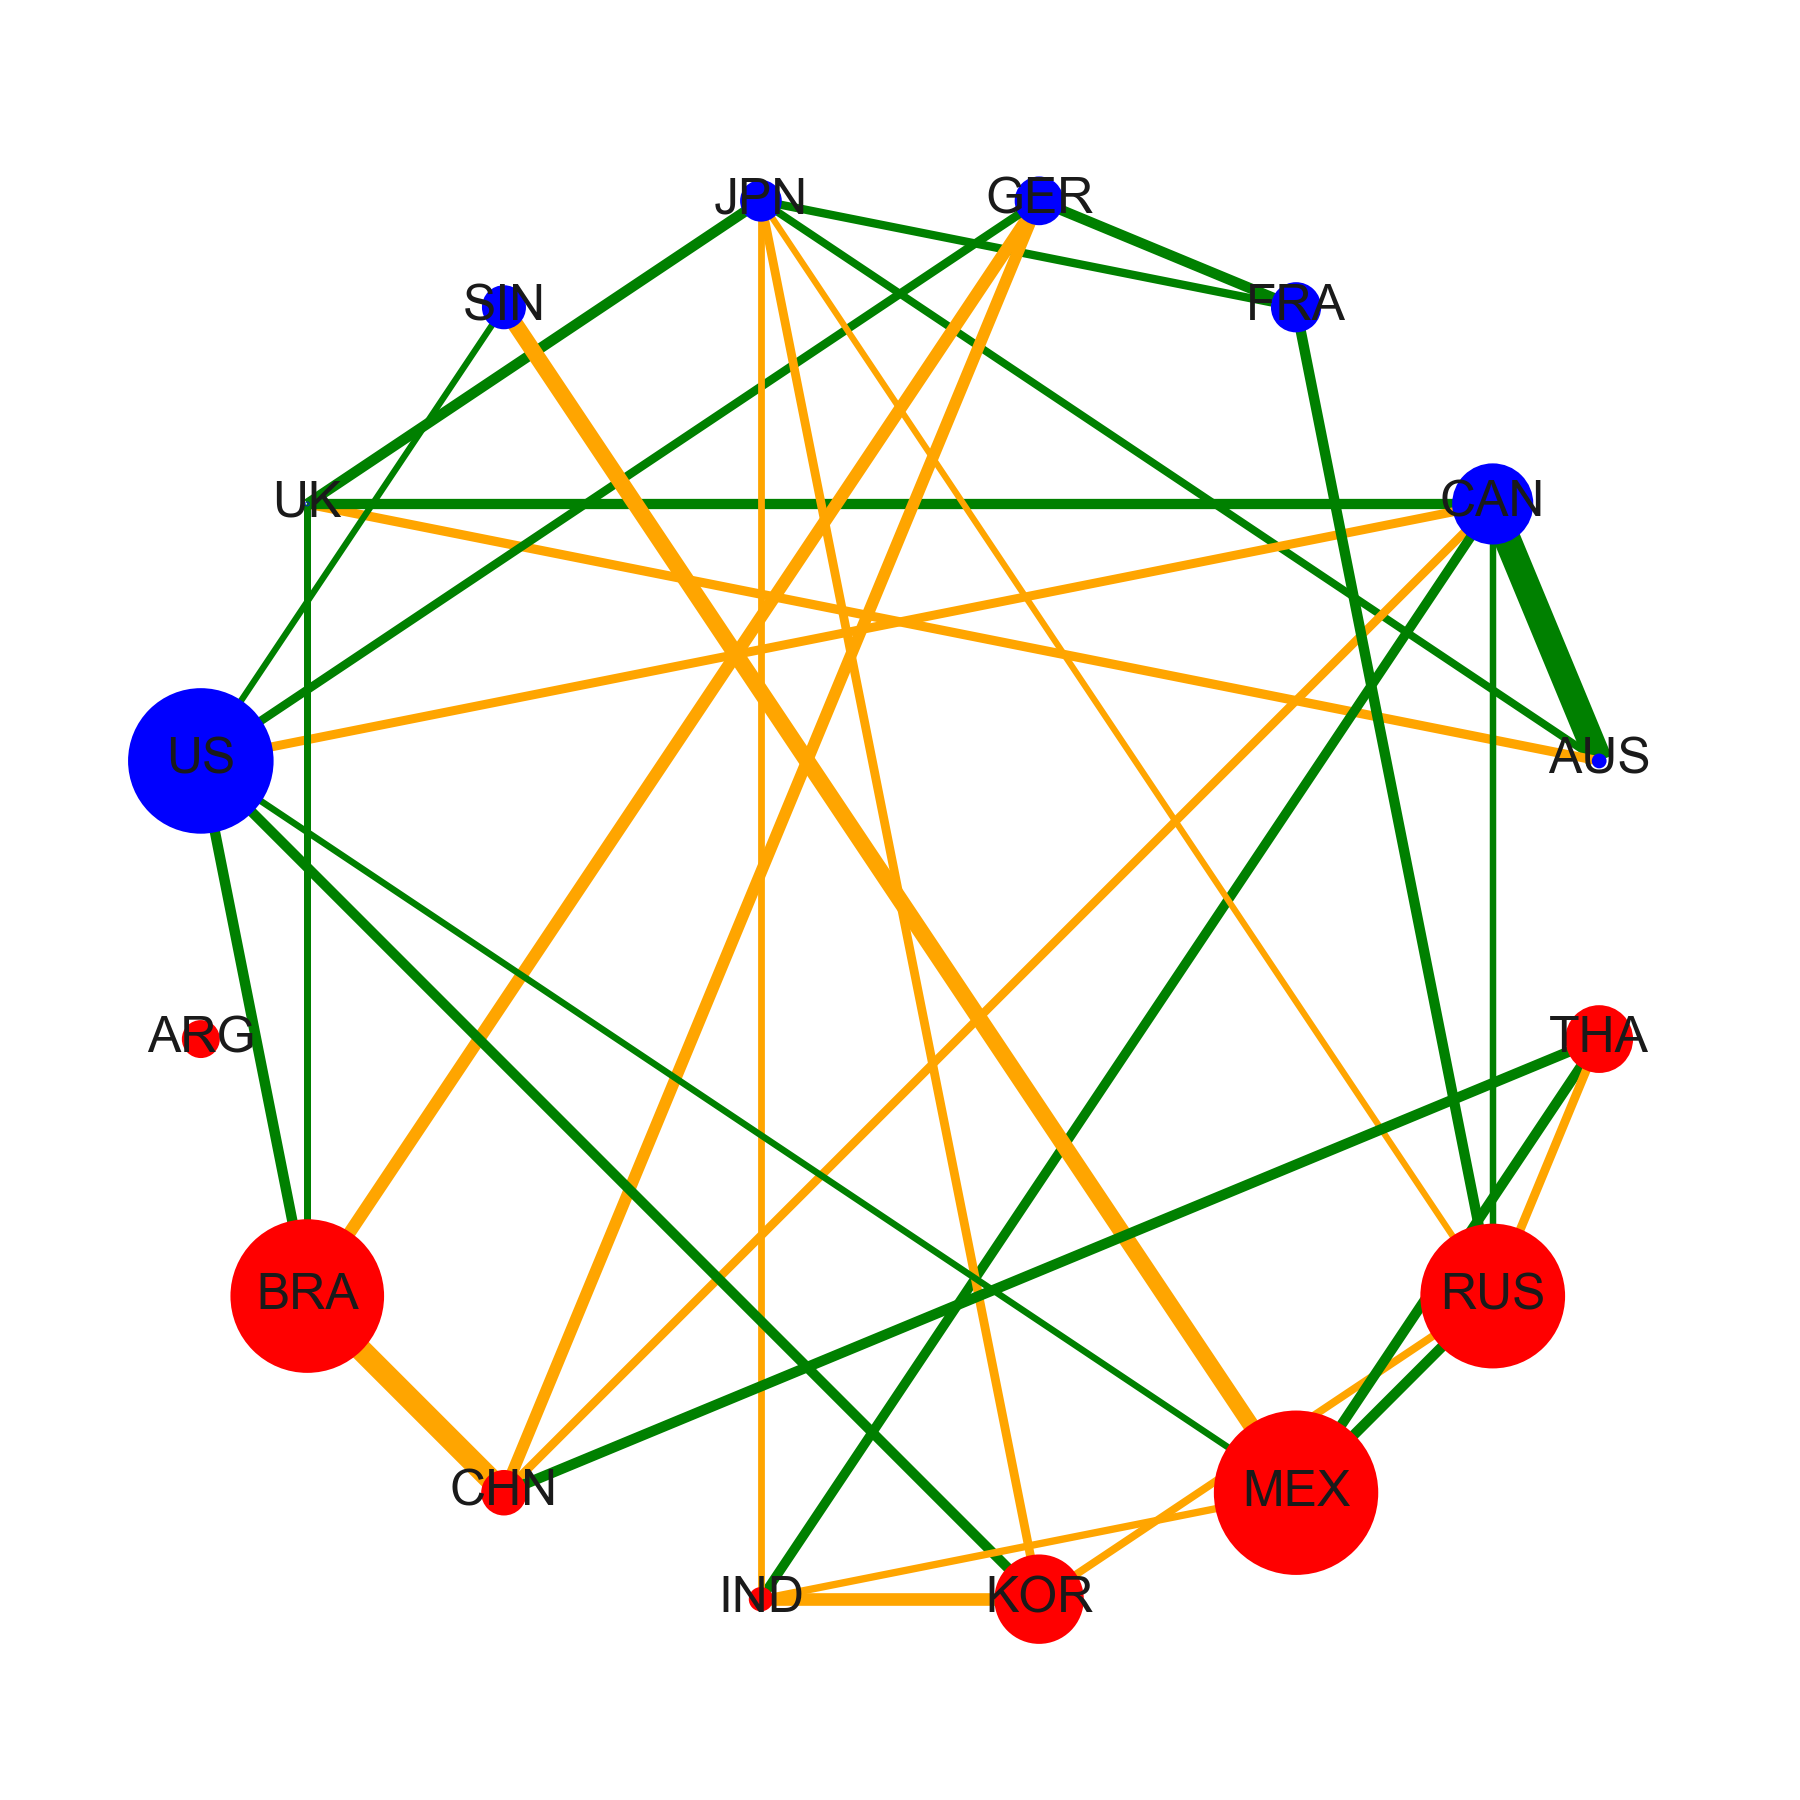 JPN
GER
SIN
FRA
UK
CAN
US
AUS
ARG
THA
BRA
RUS
CHN
MEX
IND
KOR